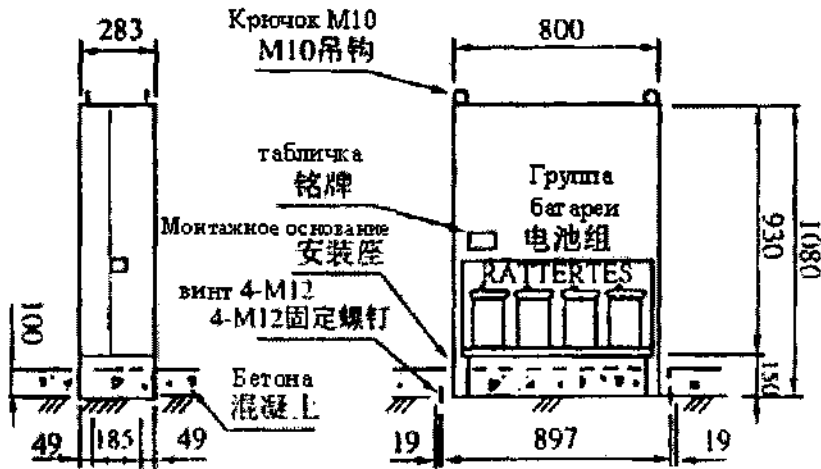 283
Крючок М10
M10吊钩
800
табличка
铭牌
Группа
батареи
电池组
Монтажное основание
安装座
RATTERTES
винт 4-М12
4-M12固定螺钉
930
1080
100
Бетона
混凝土
150
49
185
49
19
897
19